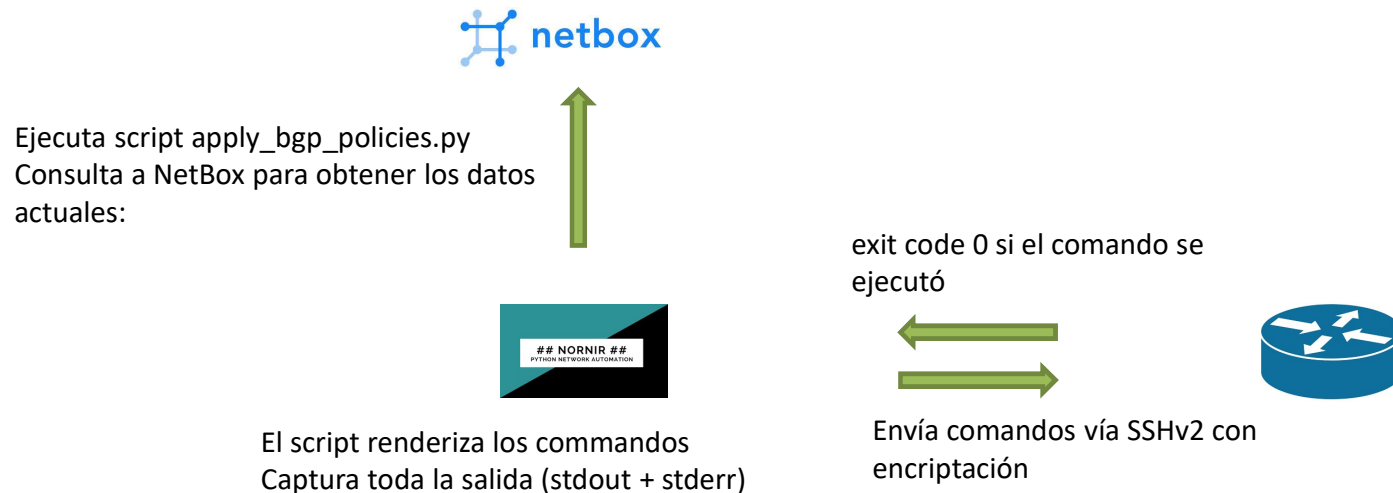 netbox
Ejecuta script apply_bgp_policies.py
Consulta a NetBox para obtener los datos
actuales:
exit code 0 si el comando se
ejecutó
## NORNIR ##
PYTHON NETWORK AUTOMATION
Envía comandos vía SSHv2 con
encriptación
El script renderiza los commandos
Captura toda la salida (stdout + stderr)